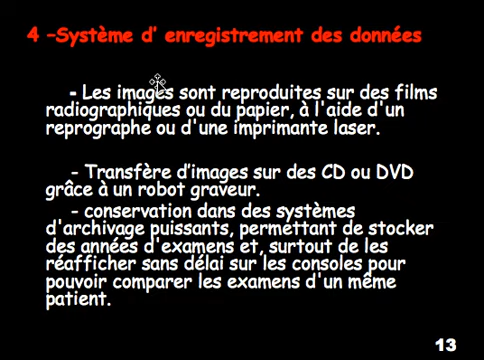 4 –Système d' enregistrement des données
- Les images sont reproduites sur des films
radiographiques ou du papier, à l'aide d'un
reprographe ou d'une imprimante laser.
- Transfère d'images sur des CD ou DVD
grâce à un robot graveur.
- conservation dans des systèmes
d'archivage puissants, permettant de stocker
des années d'examens et, surtout de les
réafficher sans délai sur les consoles pour
pouvoir comparer les examens d'un même
patient.
13